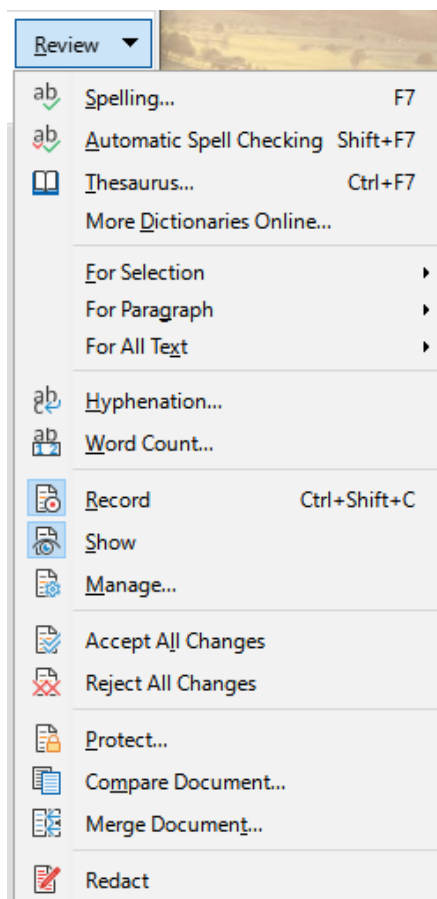 Review
Spelling... F7
Automatic Spell Checking Shift+F7
Thesaurus... Ctrl+F7
More Dictionaries Online...
For Selection
For Paragraph
For All Text
Hyphenation...
Word Count...
Record Ctrl+Shift+C
Show
Manage...
Accept All Changes
Reject All Changes
Protect...
Compare Document...
Merge Document...
Redact